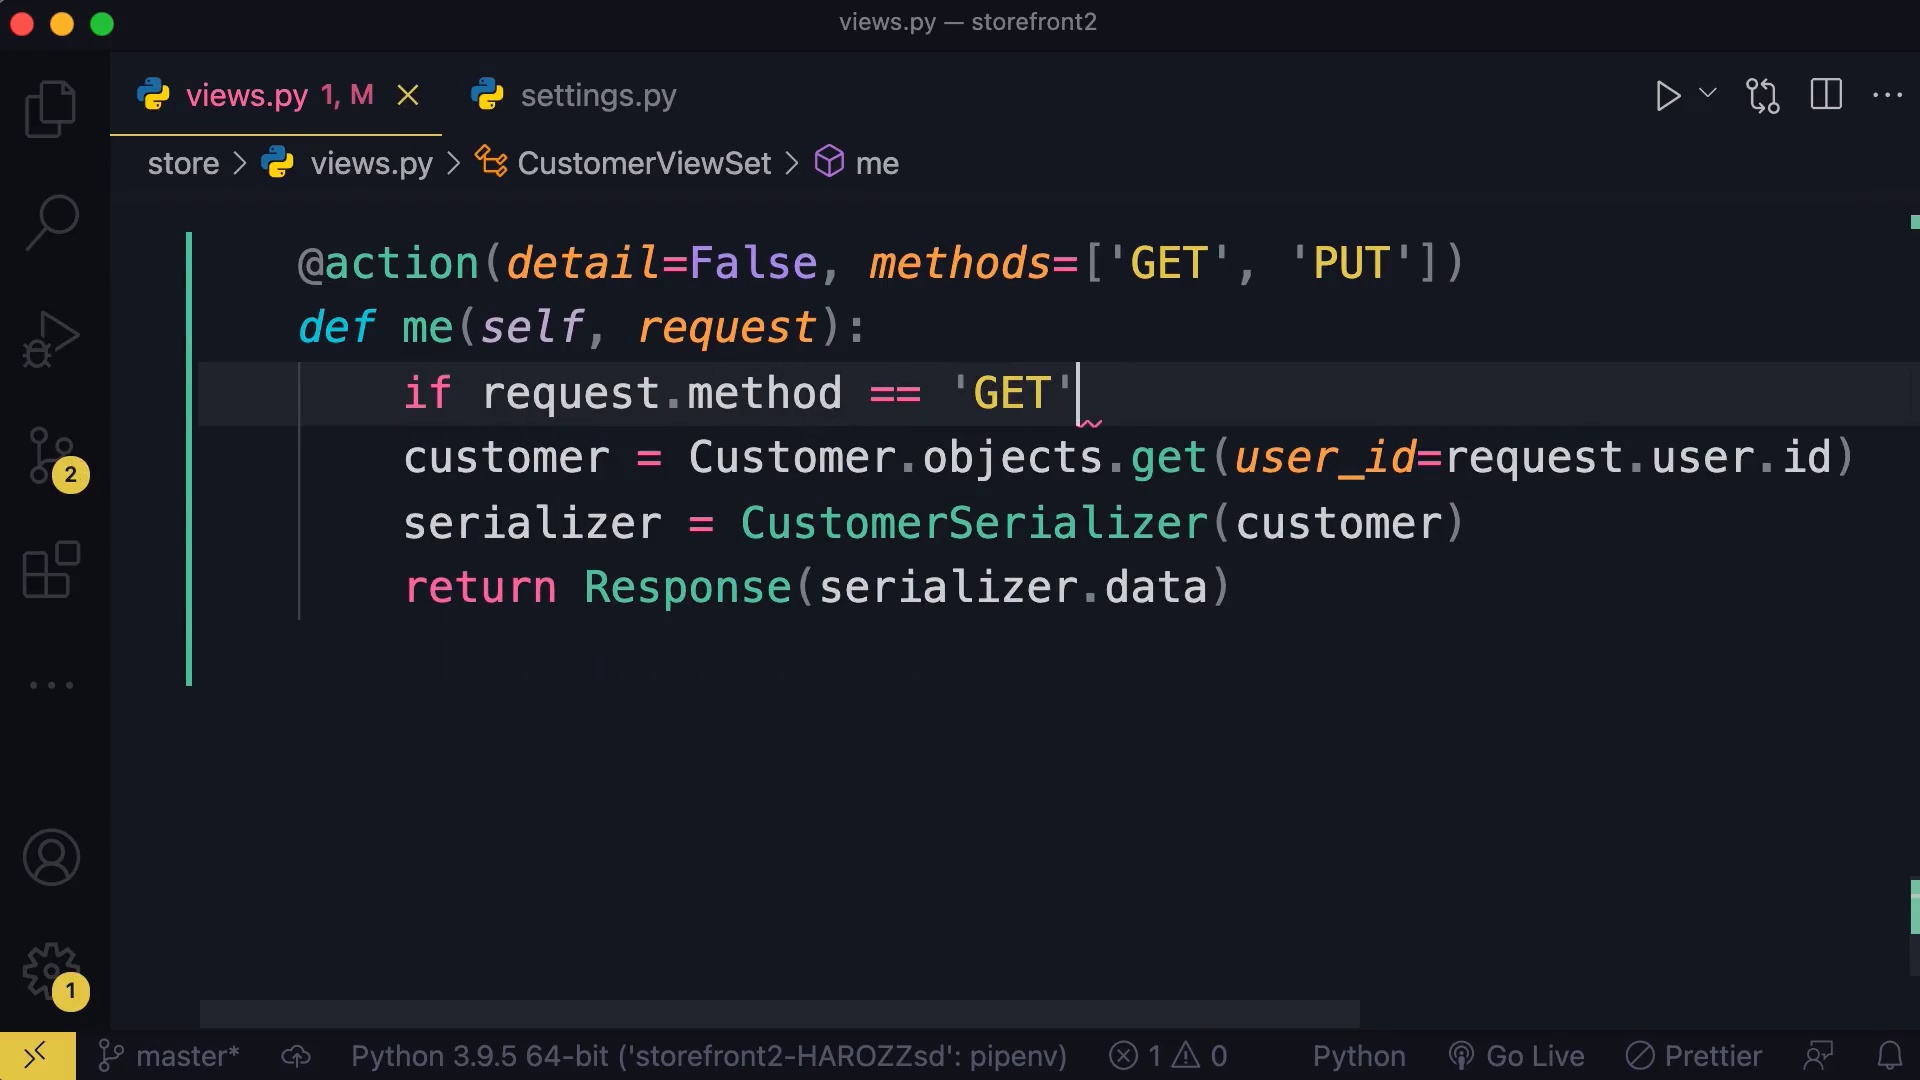 views.py — storefront2
views.py 1, M
settings.py
store > views.py > CustomerViewSet > me
@action(detail=False, methods=['GET', 'PUT'])
def me(self, request):
if request.method == 'GET'
customer = Customer.objects.get(user_id=request.user.id)
serializer = CustomerSerializer(customer)
return Response(serializer.data)
2
1
master* Python 3.9.5 64-bit ('storefront2-HAROZZsd': pipenv) 1 0 Python Go Live Prettier